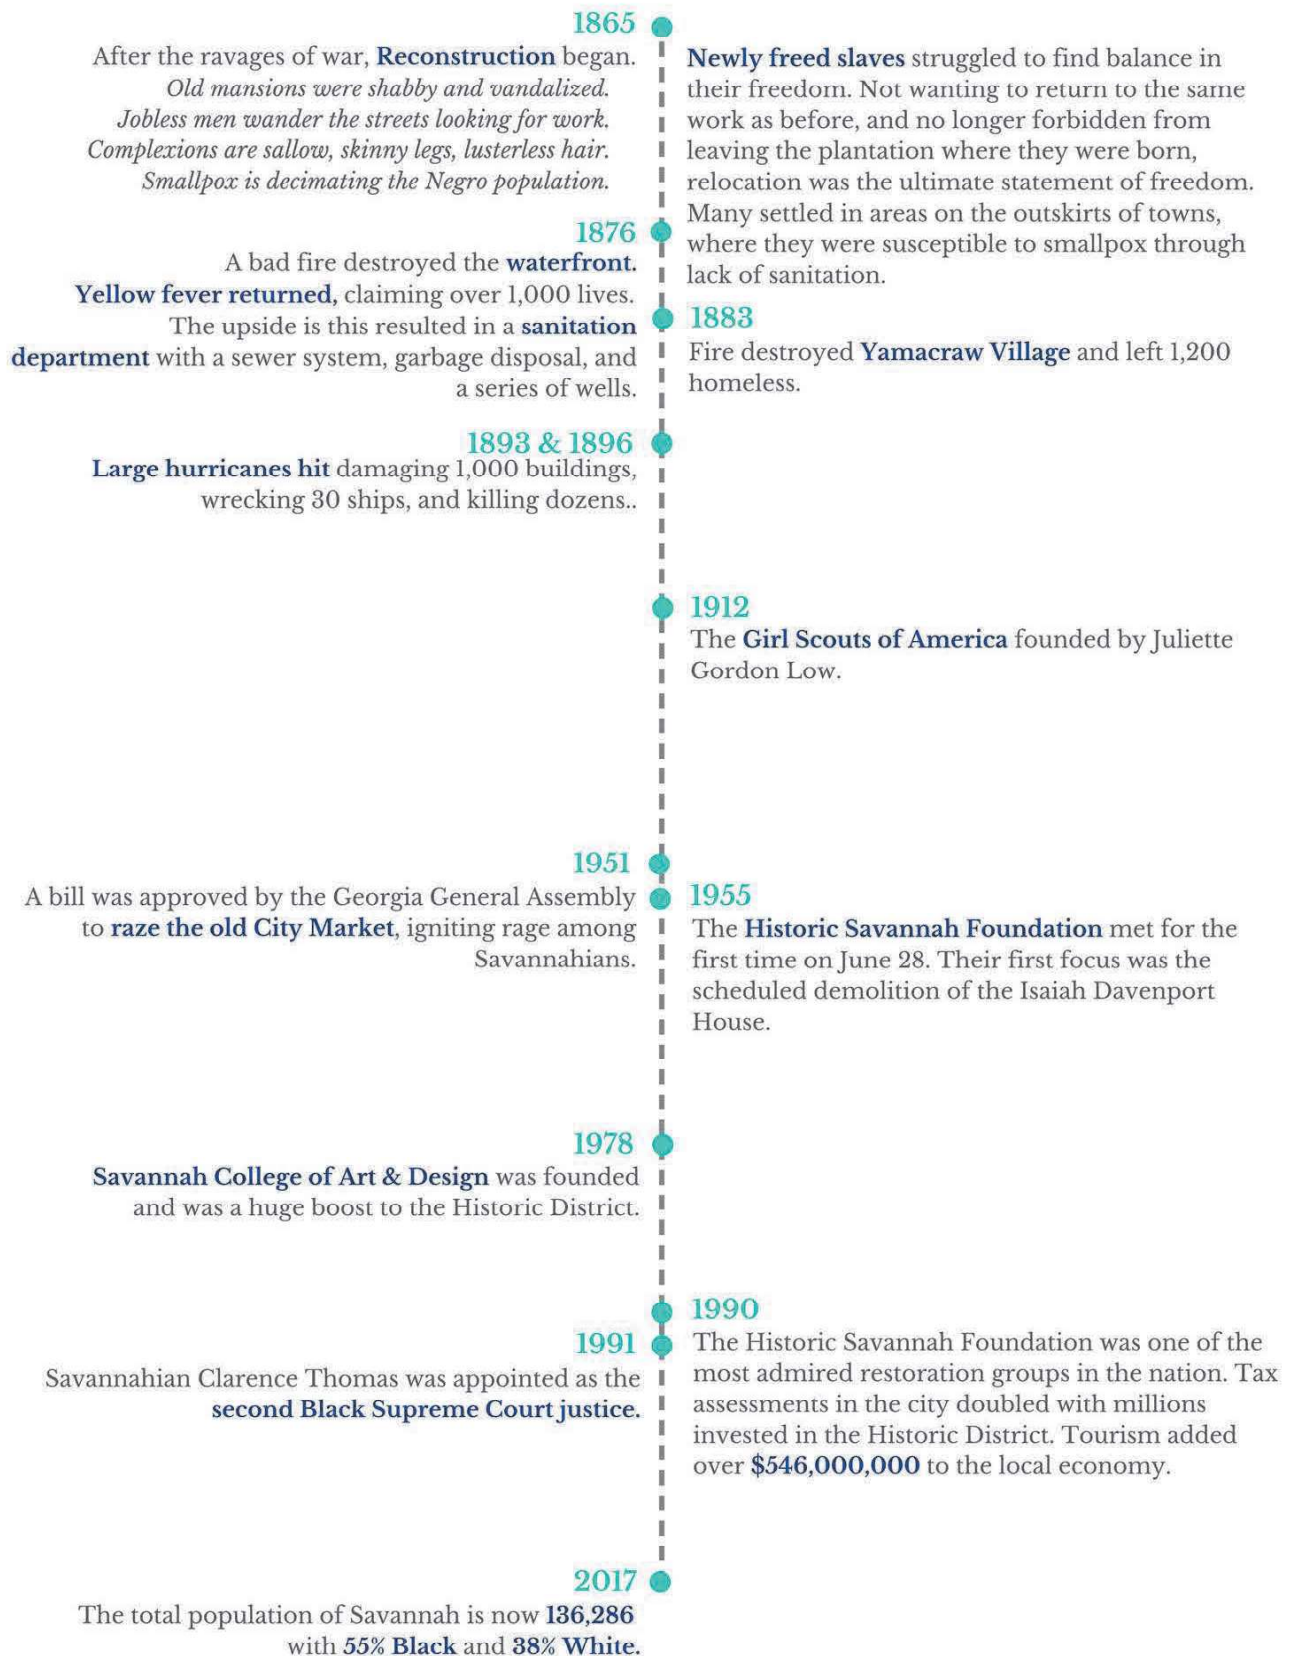 1865
After the ravages of war, Reconstruction began.
Old mansions were shabby and vandalized.
Jobless men wander the streets looking for work.
Complexions are sallow, skinny legs, lusterless hair.
Smallpox is decimating the Negro population.
Newly freed slaves struggled to find balance in
their freedom. Not wanting to return to the same
work as before, and no longer forbidden from
leaving the plantation where they were born,
relocation was the ultimate statement of freedom.
Many settled in areas on the outskirts of towns,
where they were susceptible to smallpox through
lack of sanitation.
1876
A bad fire destroyed the waterfront.
Yellow fever returned, claiming over 1,000 lives.
The upside is this resulted in a sanitation
department with a sewer system, garbage disposal, and
a series of wells.
1883
Fire destroyed Yamacraw Village and left 1,200
homeless.
1893 & 1896
Large hurricanes hit damaging 1,000 buildings,
wrecking 30 ships, and killing dozens..
1912
The Girl Scouts of America founded by Juliette
Gordon Low.
1951
A bill was approved by the Georgia General Assembly
to raze the old City Market, igniting rage among
Savannahians.
1955
The Historic Savannah Foundation met for the
first time on June 28. Their first focus was the
scheduled demolition of the Isaiah Davenport
House.
1978
Savannah College of Art & Design was founded
and was a huge boost to the Historic District.
1990
The Historic Savannah Foundation was one of the
most admired restoration groups in the nation. Tax
assessments in the city doubled with millions
invested in the Historic District. Tourism added
over $546,000,000 to the local economy.
1991
Savannahian Clarence Thomas was appointed as the
second Black Supreme Court justice.
2017
The total population of Savannah is now 136,286
with 55% Black and 38% White.